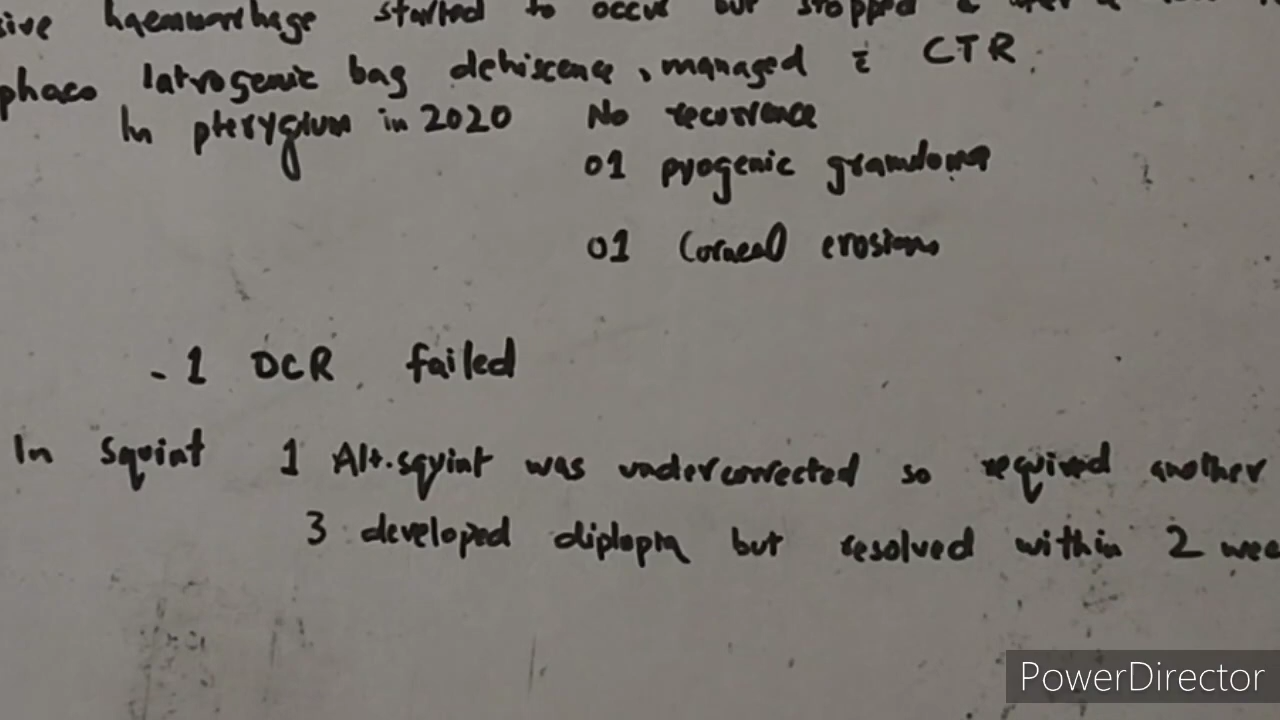 sive haemorrhage started to occur but stopped
phaco Iatrogenic bag dehiscence, managed c̄ CTR.
In pterygium in 2020 No recurrence
01 pyogenic granuloma
01 Corneal erosions
- 1 DCR failed
In Squint 1 Alt. squint was undercorrected so required another
3 developed diplopia but resolved within 2 wee
PowerDirector